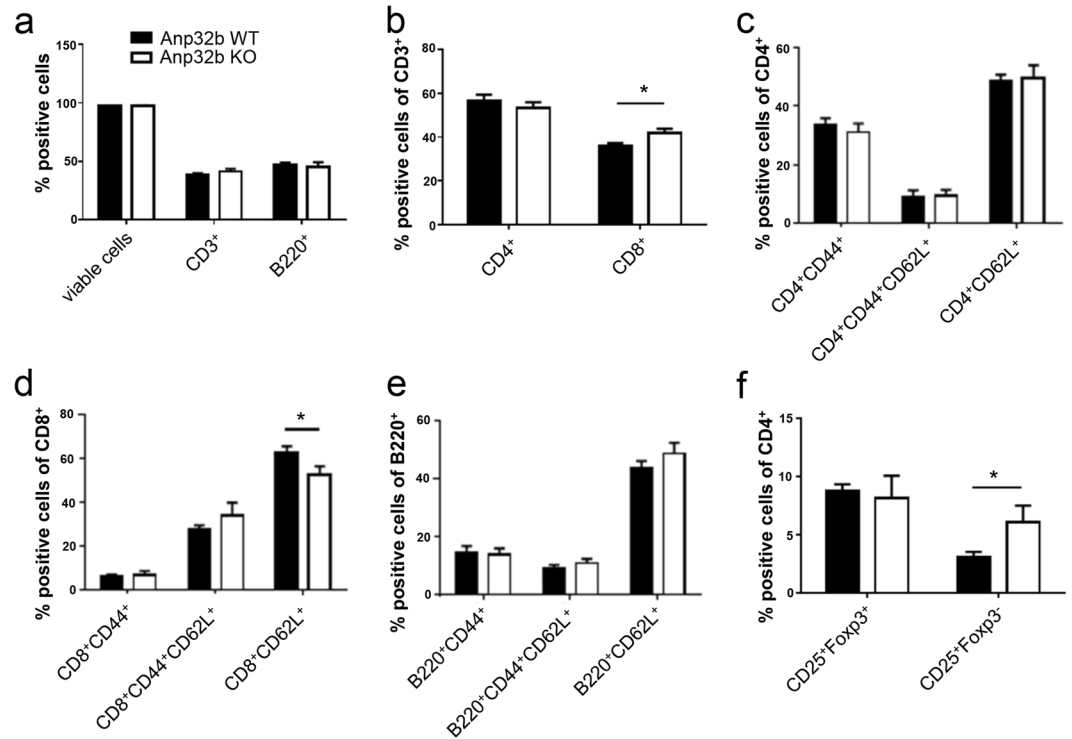 a
% positive cells
150
100
50
0
Anp32b WT
Anp32b KO
viable cells
CD3⁺
B220⁺
b
% positive cells of CD3⁺
80
60
40
20
0
*
CD4⁺
CD8⁺
c
% positive cells of CD4⁺
60
40
20
0
CD4⁺CD44⁺
CD4⁺CD44⁺CD62L⁺
CD4⁺CD62L⁺
d
% positive cells of CD8⁺
80
60
40
20
0
*
CD8⁺CD44⁺
CD8⁺CD44⁺CD62L⁺
CD8⁺CD62L⁺
e
% positive cells of B220⁺
60
40
20
0
B220⁺CD44⁺
B220⁺CD44⁺CD62L⁺
B220⁺CD62L⁺
f
% positive cells of CD4⁺
15
10
5
0
*
CD25⁺Foxp3⁺
CD25⁺Foxp3⁻